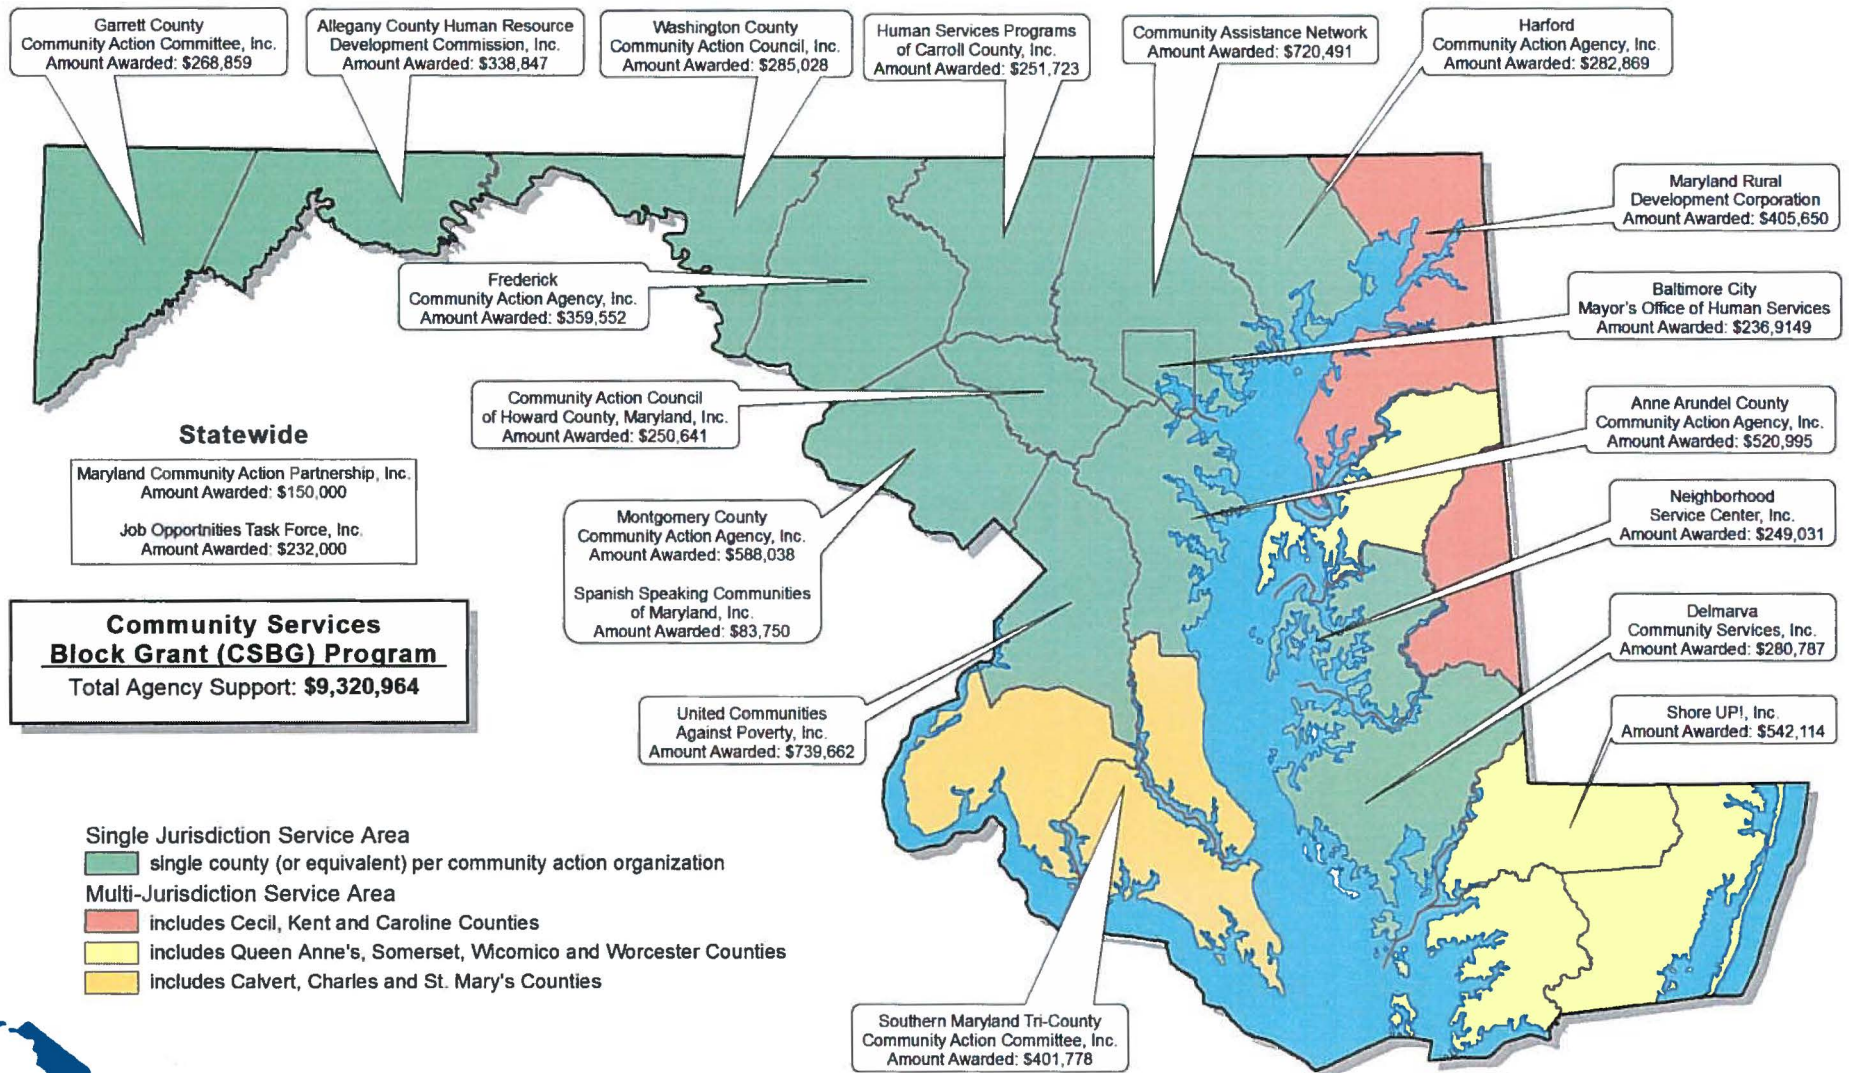 Garrett County
Community Action Committee, Inc.
Amount Awarded: $268,859
Allegany County Human Resource
Development Commission, Inc.
Amount Awarded: $338,847
Washington County
Community Action Council, Inc.
Amount Awarded: $285,028
Human Services Programs
of Carroll County, Inc.
Amount Awarded: $251,723
Community Assistance Network
Amount Awarded: $720,491
Harford
Community Action Agency, Inc.
Amount Awarded: $282,869
Maryland Rural
Development Corporation
Amount Awarded: $405,650
Frederick
Community Action Agency, Inc.
Amount Awarded: $359,552
Baltimore City
Mayor's Office of Human Services
Amount Awarded: $236,9149
Community Action Council
of Howard County, Maryland, Inc.
Amount Awarded: $250,641
Anne Arundel County
Community Action Agency, Inc.
Amount Awarded: $520,995
Statewide
Maryland Community Action Partnership, Inc.
Amount Awarded: $150,000
Job Opportnities Task Force, Inc.
Amount Awarded: $232,000
Montgomery County
Community Action Agency, Inc.
Amount Awarded: $588,038
Spanish Speaking Communities
of Maryland, Inc.
Amount Awarded: $83,750
Neighborhood
Service Center, Inc.
Amount Awarded: $249,031
Community Services
Block Grant (CSBG) Program
Total Agency Support: $9,320,964
Delmarva
Community Services, Inc.
Amount Awarded: $280,787
United Communities
Against Poverty, Inc.
Amount Awarded: $739,662
Shore UP!, Inc.
Amount Awarded: $542,114
Single Jurisdiction Service Area
single county (or equivalent) per community action organization
Multi-Jurisdiction Service Area
includes Cecil, Kent and Caroline Counties
includes Queen Anne's, Somerset, Wicomico and Worcester Counties
includes Calvert, Charles and St. Mary's Counties
Southern Maryland Tri-County
Community Action Committee, Inc.
Amount Awarded: $401,778